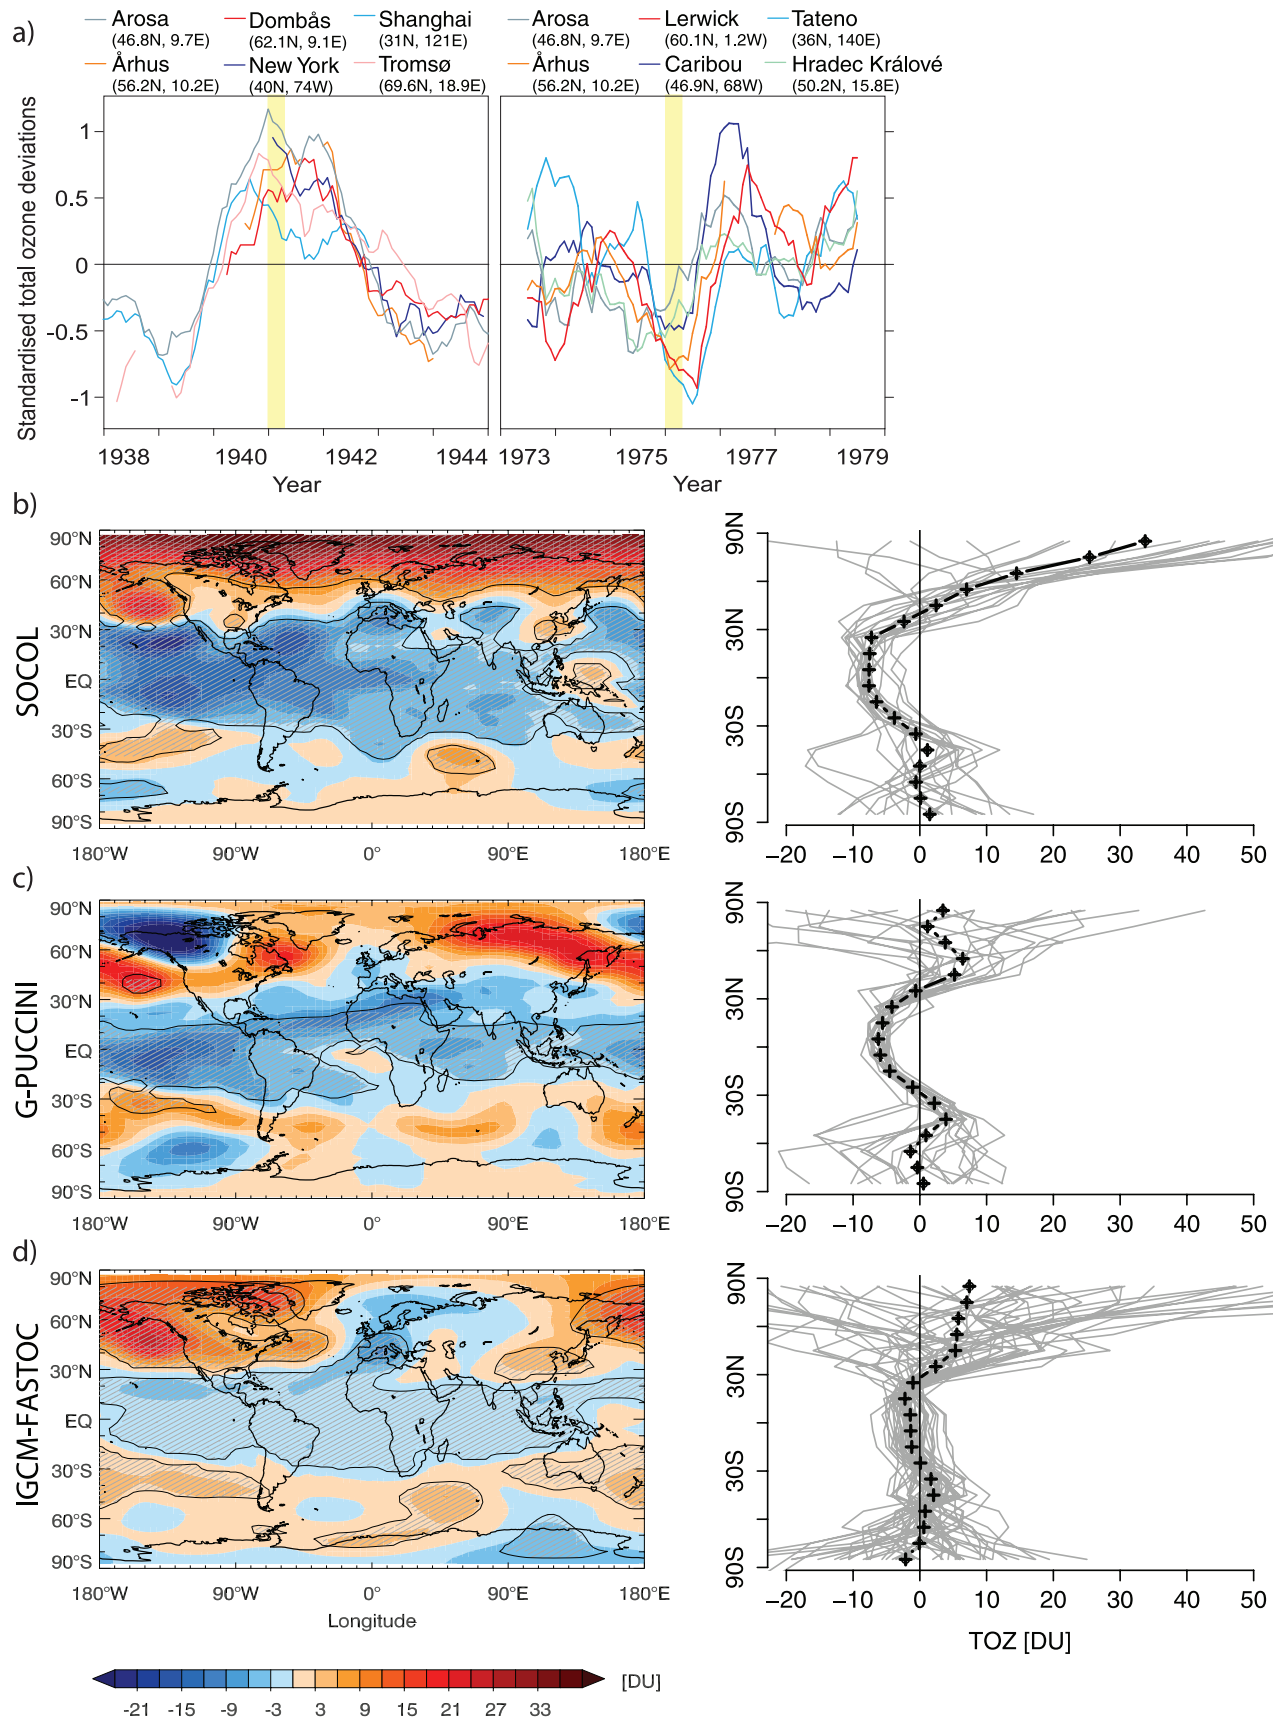 a)
Arosa Dombås Shanghai Arosa Lerwick Tateno
(46.8N, 9.7E) (62.1N, 9.1E) (31N, 121E) (46.8N, 9.7E) (60.1N, 1.2W) (36N, 140E)
Århus New York Tromsø Århus Caribou Hradec Králové
(56.2N, 10.2E) (40N, 74W) (69.6N, 18.9E) (56.2N, 10.2E) (46.9N, 68W) (50.2N, 15.8E)
Standardised total ozone deviations
1
0.5
0
-0.5
-1
1938 1940 1942 1944 1973 1975 1977 1979
Year Year
b)
SOCOL
90°N
60°N
30°N
EQ
30°S
60°S
90°S
180°W 90°W 0° 90°E 180°E
90N
30N
30S
90S
−20 −10 0 10 20 30 40 50
c)
G-PUCCINI
90°N
60°N
30°N
EQ
30°S
60°S
90°S
180°W 90°W 0° 90°E 180°E
90N
30N
30S
90S
−20 −10 0 10 20 30 40 50
d)
IGCM-FASTOC
90°N
60°N
30°N
EQ
30°S
60°S
90°S
180°W 90°W 0° 90°E 180°E
Longitude
90N
30N
30S
90S
−20 −10 0 10 20 30 40 50
TOZ [DU]
-21 -15 -9 -3 3 9 15 21 27 33 [DU]